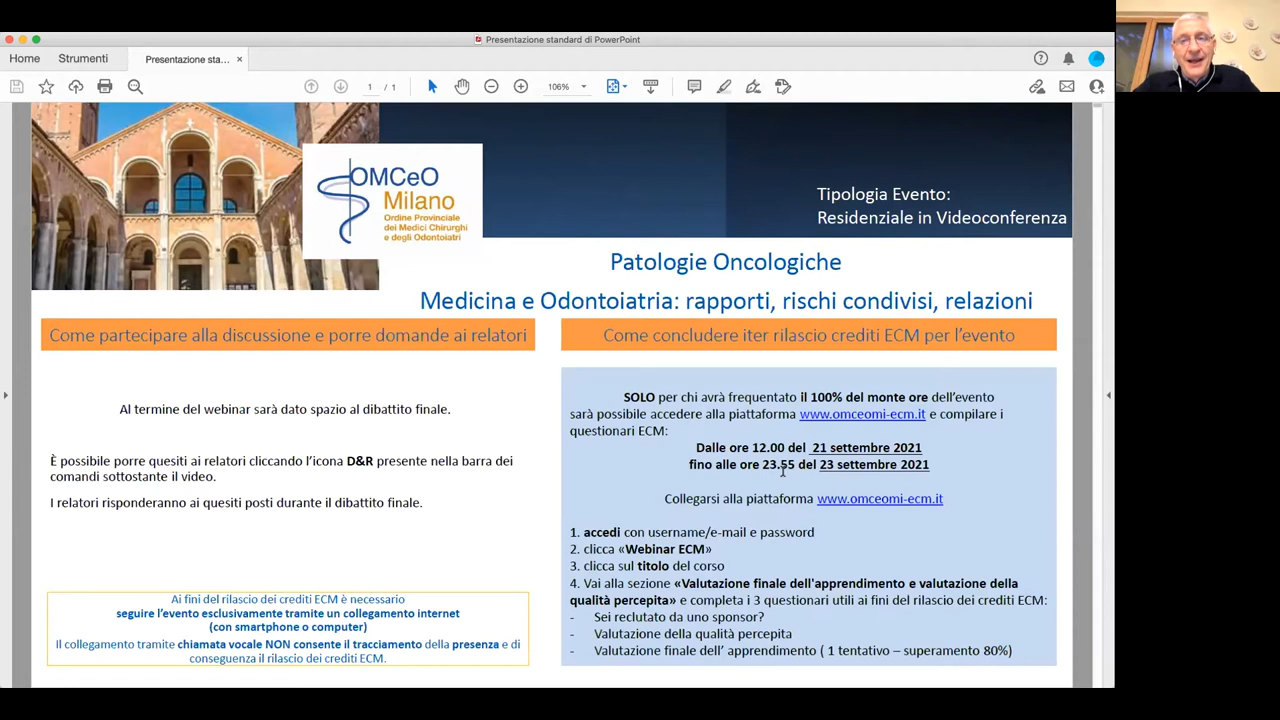 Presentazione standard di PowerPoint
Home
Strumenti
Presentazione sta...
1 / 1
106%
OMCeO
Milano
Ordine Provinciale
dei Medici Chirurghi
e degli Odontoiatri
Tipologia Evento:
Residenziale in Videoconferenza
Patologie Oncologiche
Medicina e Odontoiatria: rapporti, rischi condivisi, relazioni
Come partecipare alla discussione e porre domande ai relatori
Al termine del webinar sarà dato spazio al dibattito finale.
È possibile porre quesiti ai relatori cliccando l'icona D&R presente nella barra dei
comandi sottostante il video.
I relatori risponderanno ai quesiti posti durante il dibattito finale.
Ai fini del rilascio dei crediti ECM è necessario
seguire l'evento esclusivamente tramite un collegamento internet
(con smartphone o computer)
Il collegamento tramite chiamata vocale NON consente il tracciamento della presenza e di
conseguenza il rilascio dei crediti ECM.
Come concludere iter rilascio crediti ECM per l'evento
SOLO per chi avrà frequentato il 100% del monte ore dell'evento
sarà possibile accedere alla piattaforma www.omceomi-ecm.it e compilare i
questionari ECM:
Dalle ore 12.00 del 21 settembre 2021
fino alle ore 23.55 del 23 settembre 2021
Collegarsi alla piattaforma www.omceomi-ecm.it
1. accedi con username/e-mail e password
2. clicca «Webinar ECM»
3. clicca sul titolo del corso
4. Vai alla sezione «Valutazione finale dell'apprendimento e valutazione della
qualità percepita» e completa i 3 questionari utili ai fini del rilascio dei crediti ECM:
- Sei reclutato da uno sponsor?
- Valutazione della qualità percepita
- Valutazione finale dell' apprendimento ( 1 tentativo – superamento 80%)